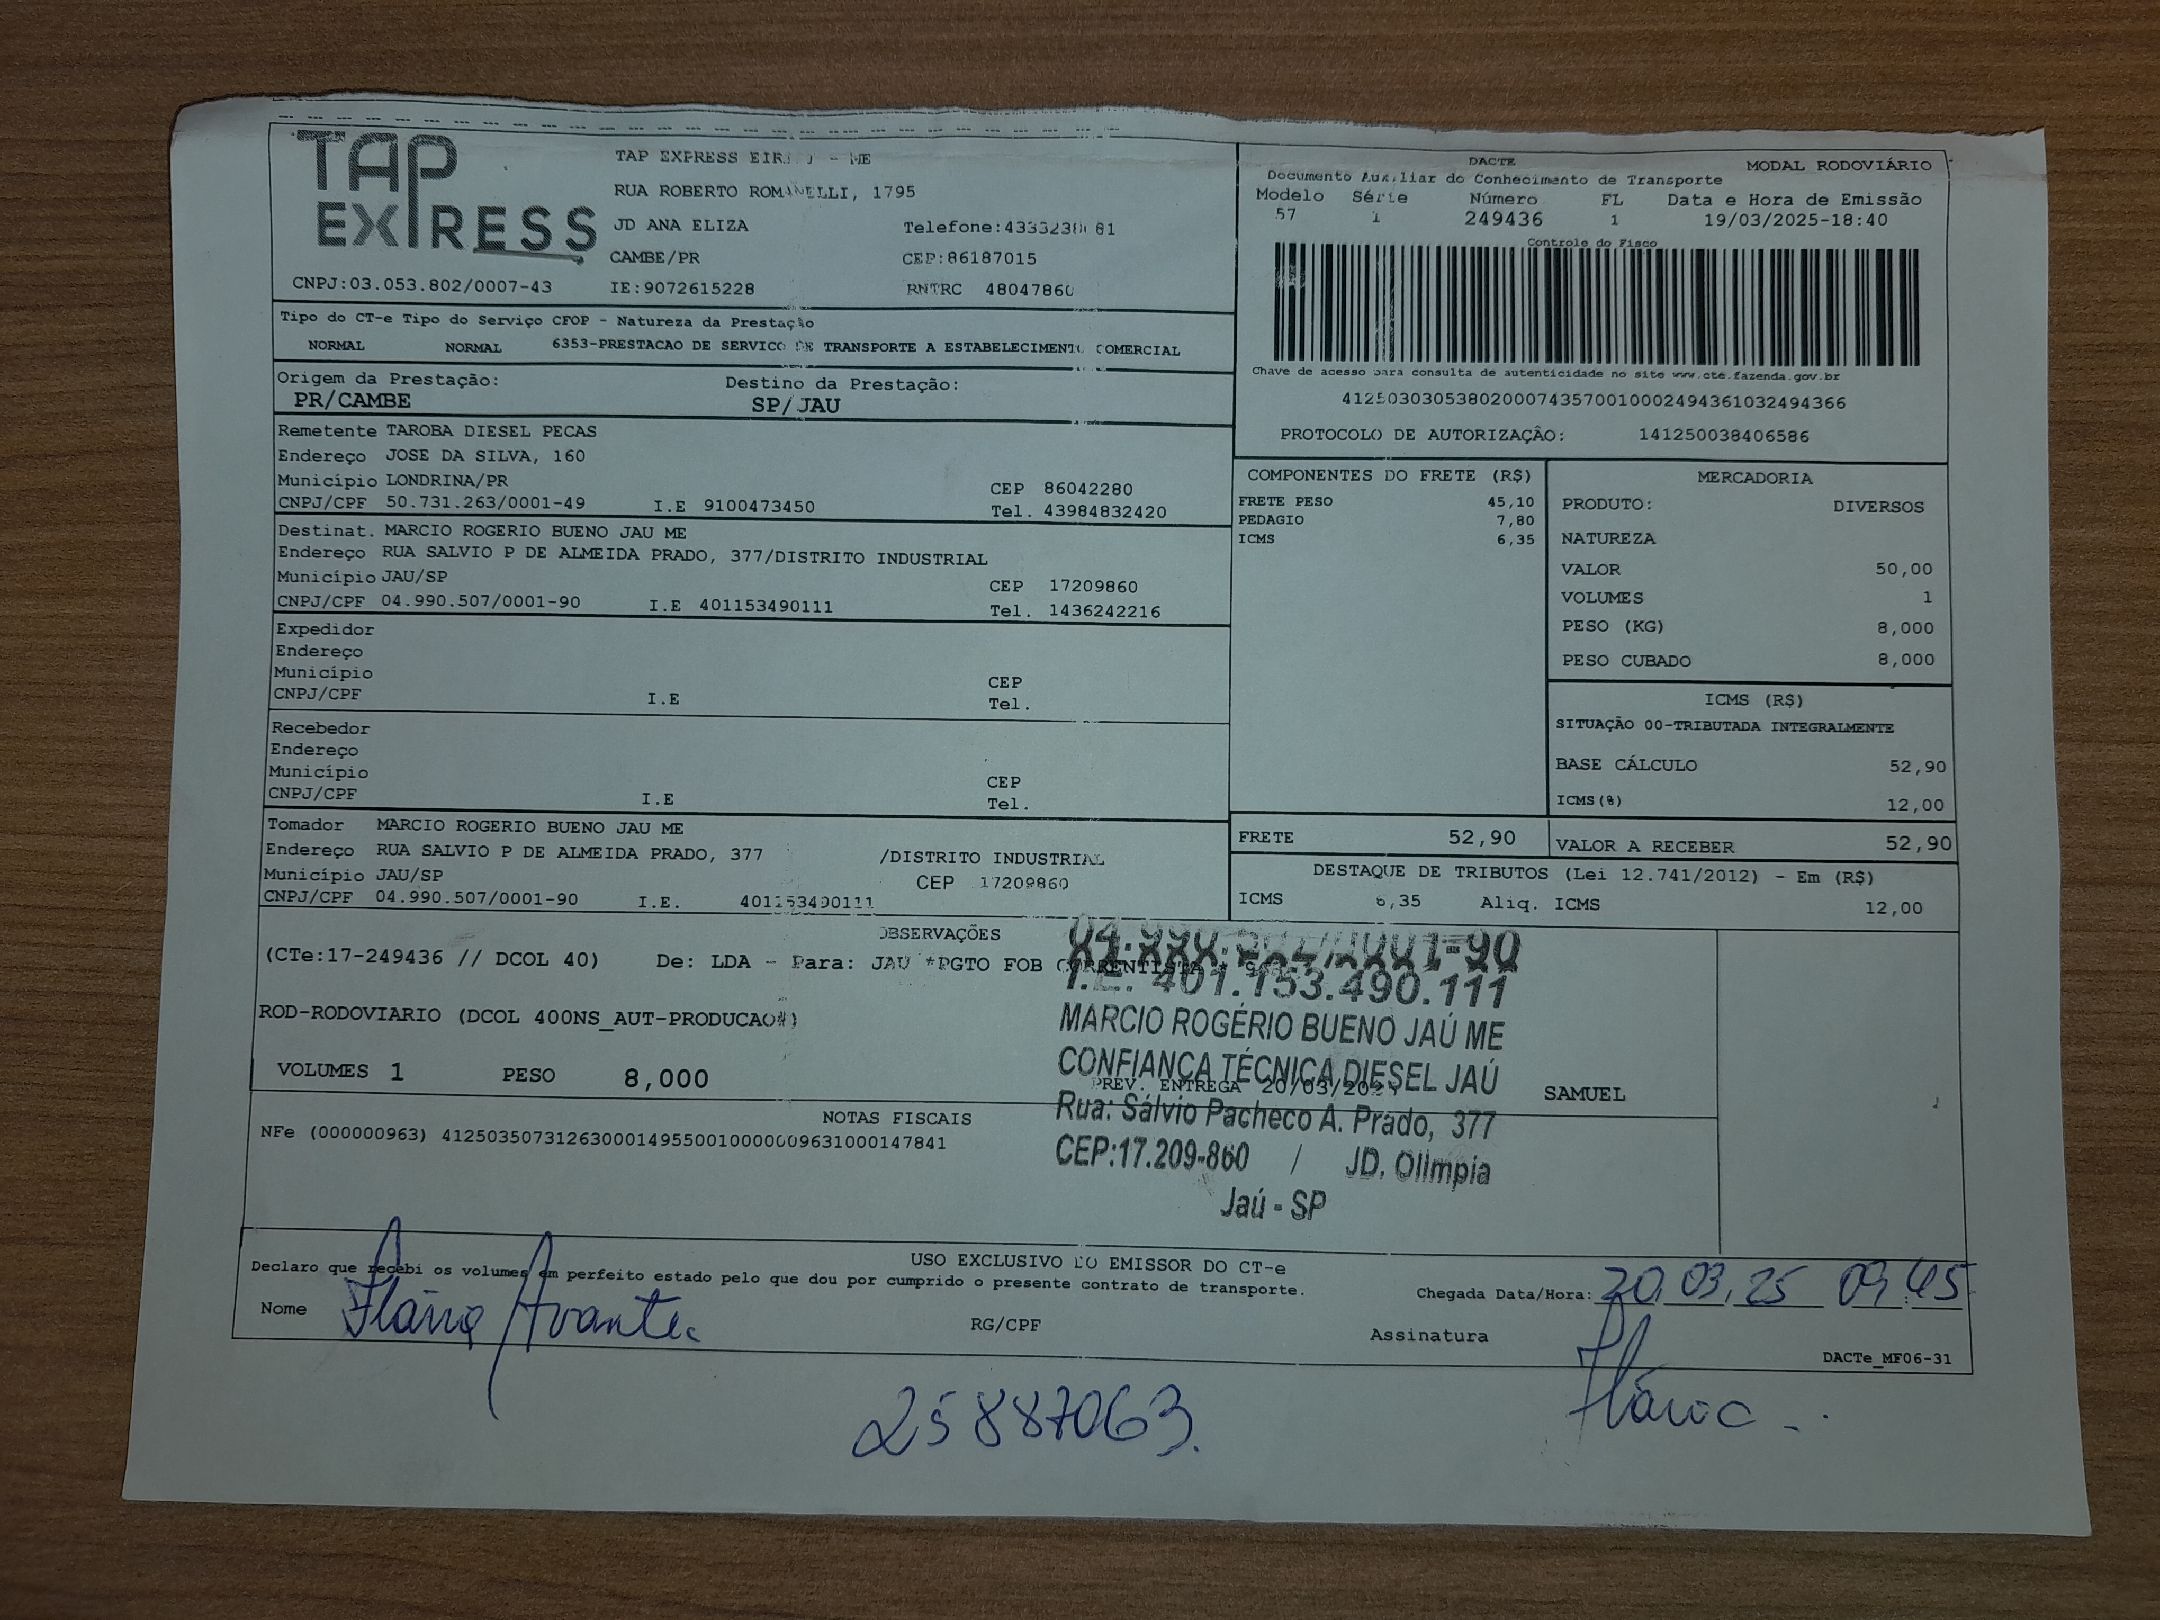 TAP
EXPRESS
TAP EXPRESS - ME
RUA ROBERTO ROMANELLI, 1795
JD ANA ELIZA
CAMBE/PR CEP:86187015
CNPJ:03.053.802/0007-43 IE:9072615228 RNTRC 48047860
DACTE MODAL RODOVIÁRIO
Documento Auxiliar do Conhecimento de Transporte
Modelo Série Número FL Data e Hora de Emissão
57 1 249436 1 19/03/2025-18:40
Controle do Fisco
Chave de acesso para consulta de autenticidade no site www.cte.fazenda.gov.br
41250303053802000743570010002494361032494366
PROTOCOLO DE AUTORIZAÇÃO: 141250038406586
Tipo do CT-e Tipo do Serviço CFOP - Natureza da Prestação
NORMAL NORMAL 6353-PRESTACAO DE SERVICO DE TRANSPORTE A ESTABELECIMENTO COMERCIAL
Origem da Prestação: Destino da Prestação:
PR/CAMBE SP/JAU
Remetente TAROBA DIESEL PECAS
Endereço JOSE DA SILVA, 160
Município LONDRINA/PR CEP 86042280
CNPJ/CPF 50.731.263/0001-49 I.E 9100473450 Tel. 43984832420
Destinat. MARCIO ROGERIO BUENO JAU ME
Endereço RUA SALVIO P DE ALMEIDA PRADO, 377/DISTRITO INDUSTRIAL
Município JAU/SP CEP 17209860
CNPJ/CPF 04.990.507/0001-90 I.E 401153490111 Tel. 1436242216
Expedidor
Endereço
Município CEP
CNPJ/CPF I.E Tel.
Recebedor
Endereço
Município CEP
CNPJ/CPF I.E Tel.
Tomador MARCIO ROGERIO BUENO JAU ME
Endereço RUA SALVIO P DE ALMEIDA PRADO, 377 /DISTRITO INDUSTRIAL
Município JAU/SP CEP 17209860
CNPJ/CPF 04.990.507/0001-90 I.E. 401153490111
COMPONENTES DO FRETE (R$)
FRETE PESO 45,10
PEDAGIO 7,80
ICMS 6,35
MERCADORIA
PRODUTO: DIVERSOS
NATUREZA
VALOR 50,00
VOLUMES 1
PESO (KG) 8,000
PESO CUBADO 8,000
ICMS (R$)
SITUAÇÃO 00-TRIBUTADA INTEGRALMENTE
BASE CÁLCULO 52,90
ICMS(%) 12,00
FRETE 52,90 VALOR A RECEBER 52,90
DESTAQUE DE TRIBUTOS (Lei 12.741/2012) - Em (R$)
ICMS 6,35 Aliq. ICMS 12,00
OBSERVAÇÕES
(CTe:17-249436 // DCOL 40) De: LDA - Para: JAU *PGTO FOB CORRENTISTA
ROD-RODOVIARIO (DCOL 400NS_AUT-PRODUCAO#)
VOLUMES 1 PESO 8,000 PREV. ENTREGA SAMUEL
04.990.507/0001-90
I.E. 401.153.490.111
MARCIO ROGÉRIO BUENO JAÚ ME
CONFIANÇA TÉCNICA DIESEL JAÚ
Rua: Sálvio Pacheco A. Prado, 377
CEP:17.209-860 / JD. Olimpia
Jaú - SP
NOTAS FISCAIS
NFe (000000963) 41250350731263000149550010000009631000147841
USO EXCLUSIVO DO EMISSOR DO CT-e
Declaro que recebi os volumes em perfeito estado pelo que dou por cumprido o presente contrato de transporte.
Chegada Data/Hora: 20 03 25 09:45
Nome RG/CPF Assinatura
DACTe_MF06-31
25887063.